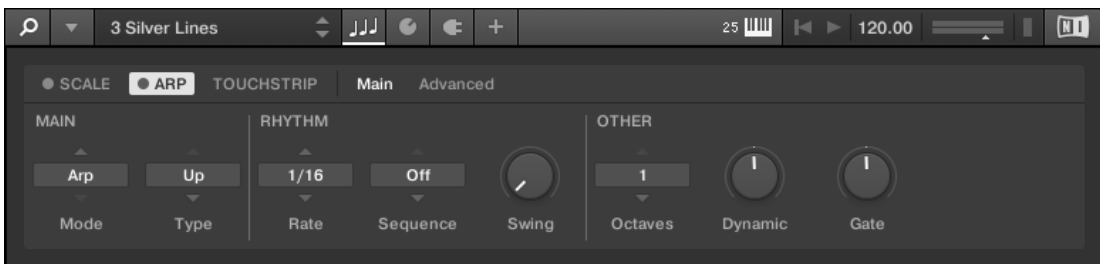 3 Silver Lines 25 120.00 NI
SCALE ARP TOUCHSTRIP Main Advanced
MAIN RHYTHM OTHER
Arp Up 1/16 Off 1
Mode Type Rate Sequence Swing Octaves Dynamic Gate